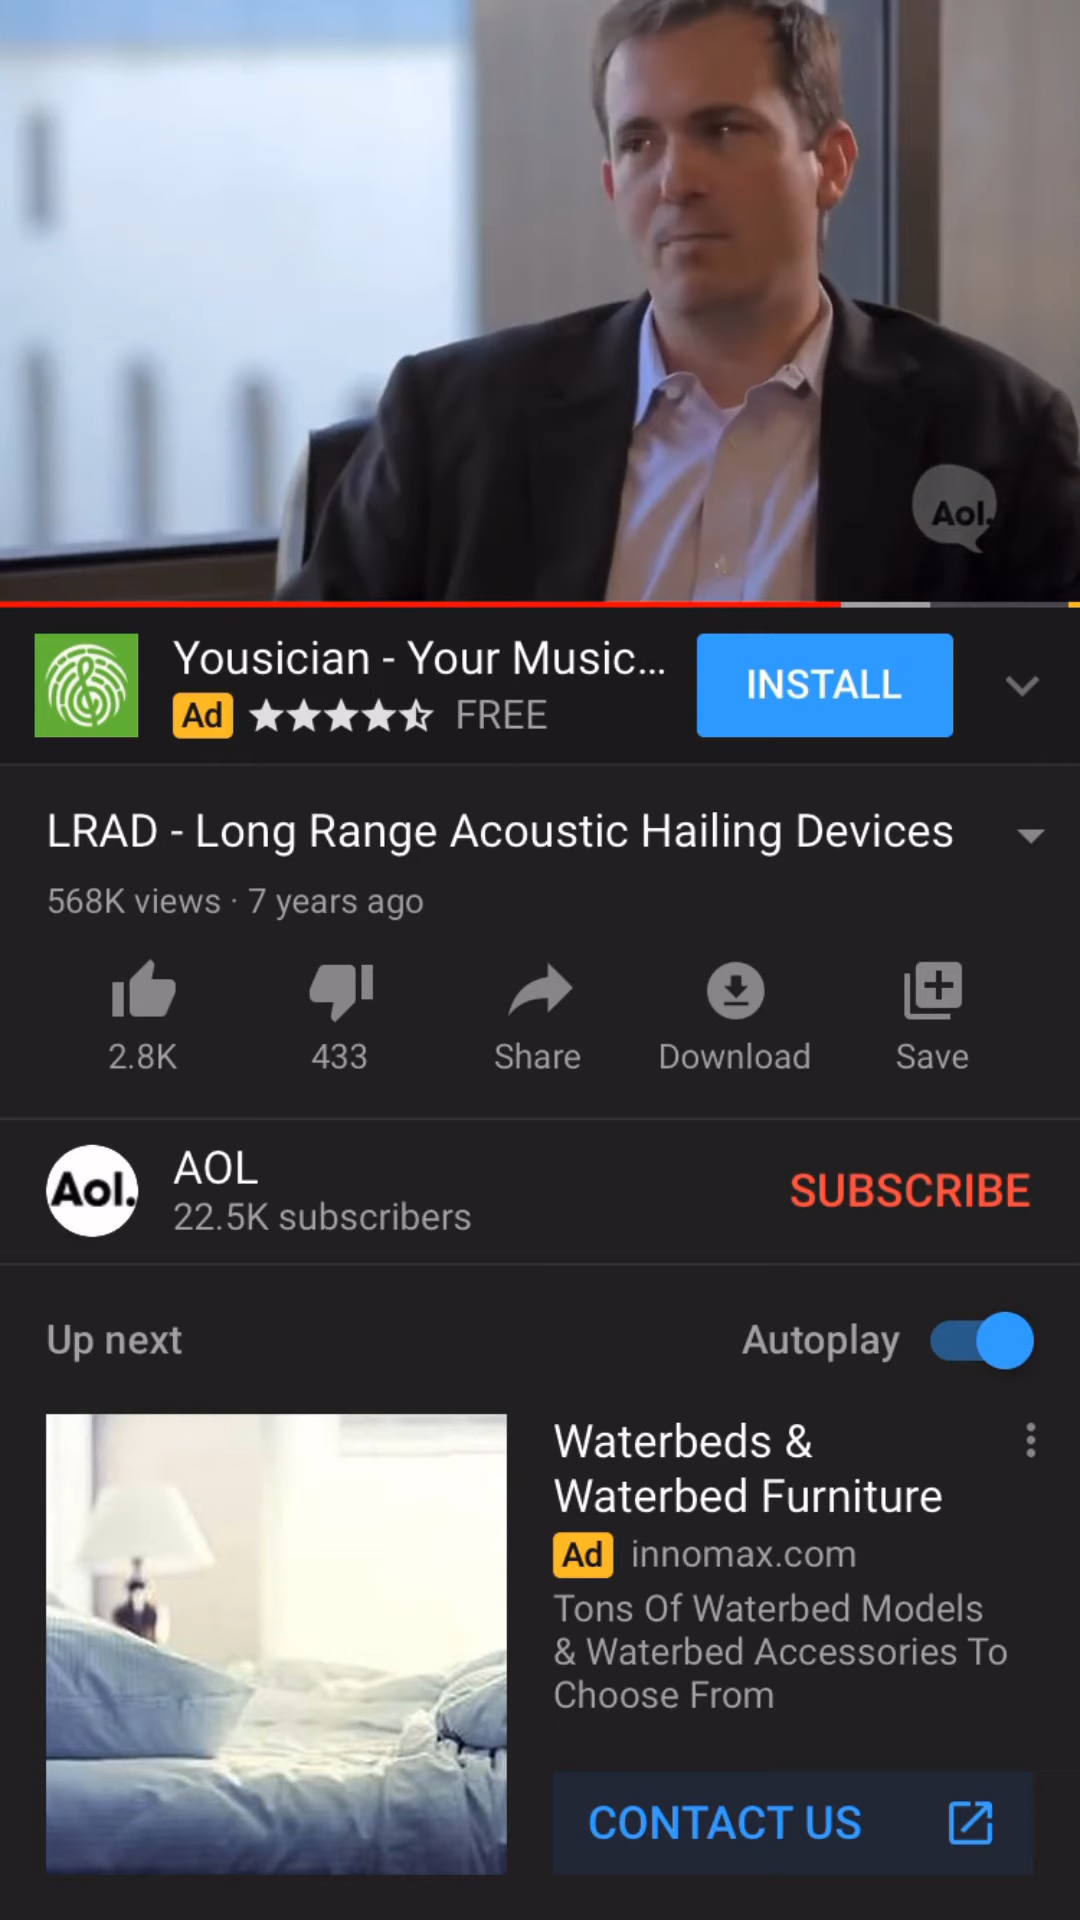 Aol.
Yousician - Your Music...
INSTALL
Ad
FREE
LRAD - Long Range Acoustic Hailing Devices
568K views · 7 years ago
2.8K
433
Share
Download
Save
Aol.
AOL
22.5K subscribers
SUBSCRIBE
Up next
Autoplay
Waterbeds &
Waterbed Furniture
Ad innomax.com
Tons Of Waterbed Models
& Waterbed Accessories To
Choose From
CONTACT US